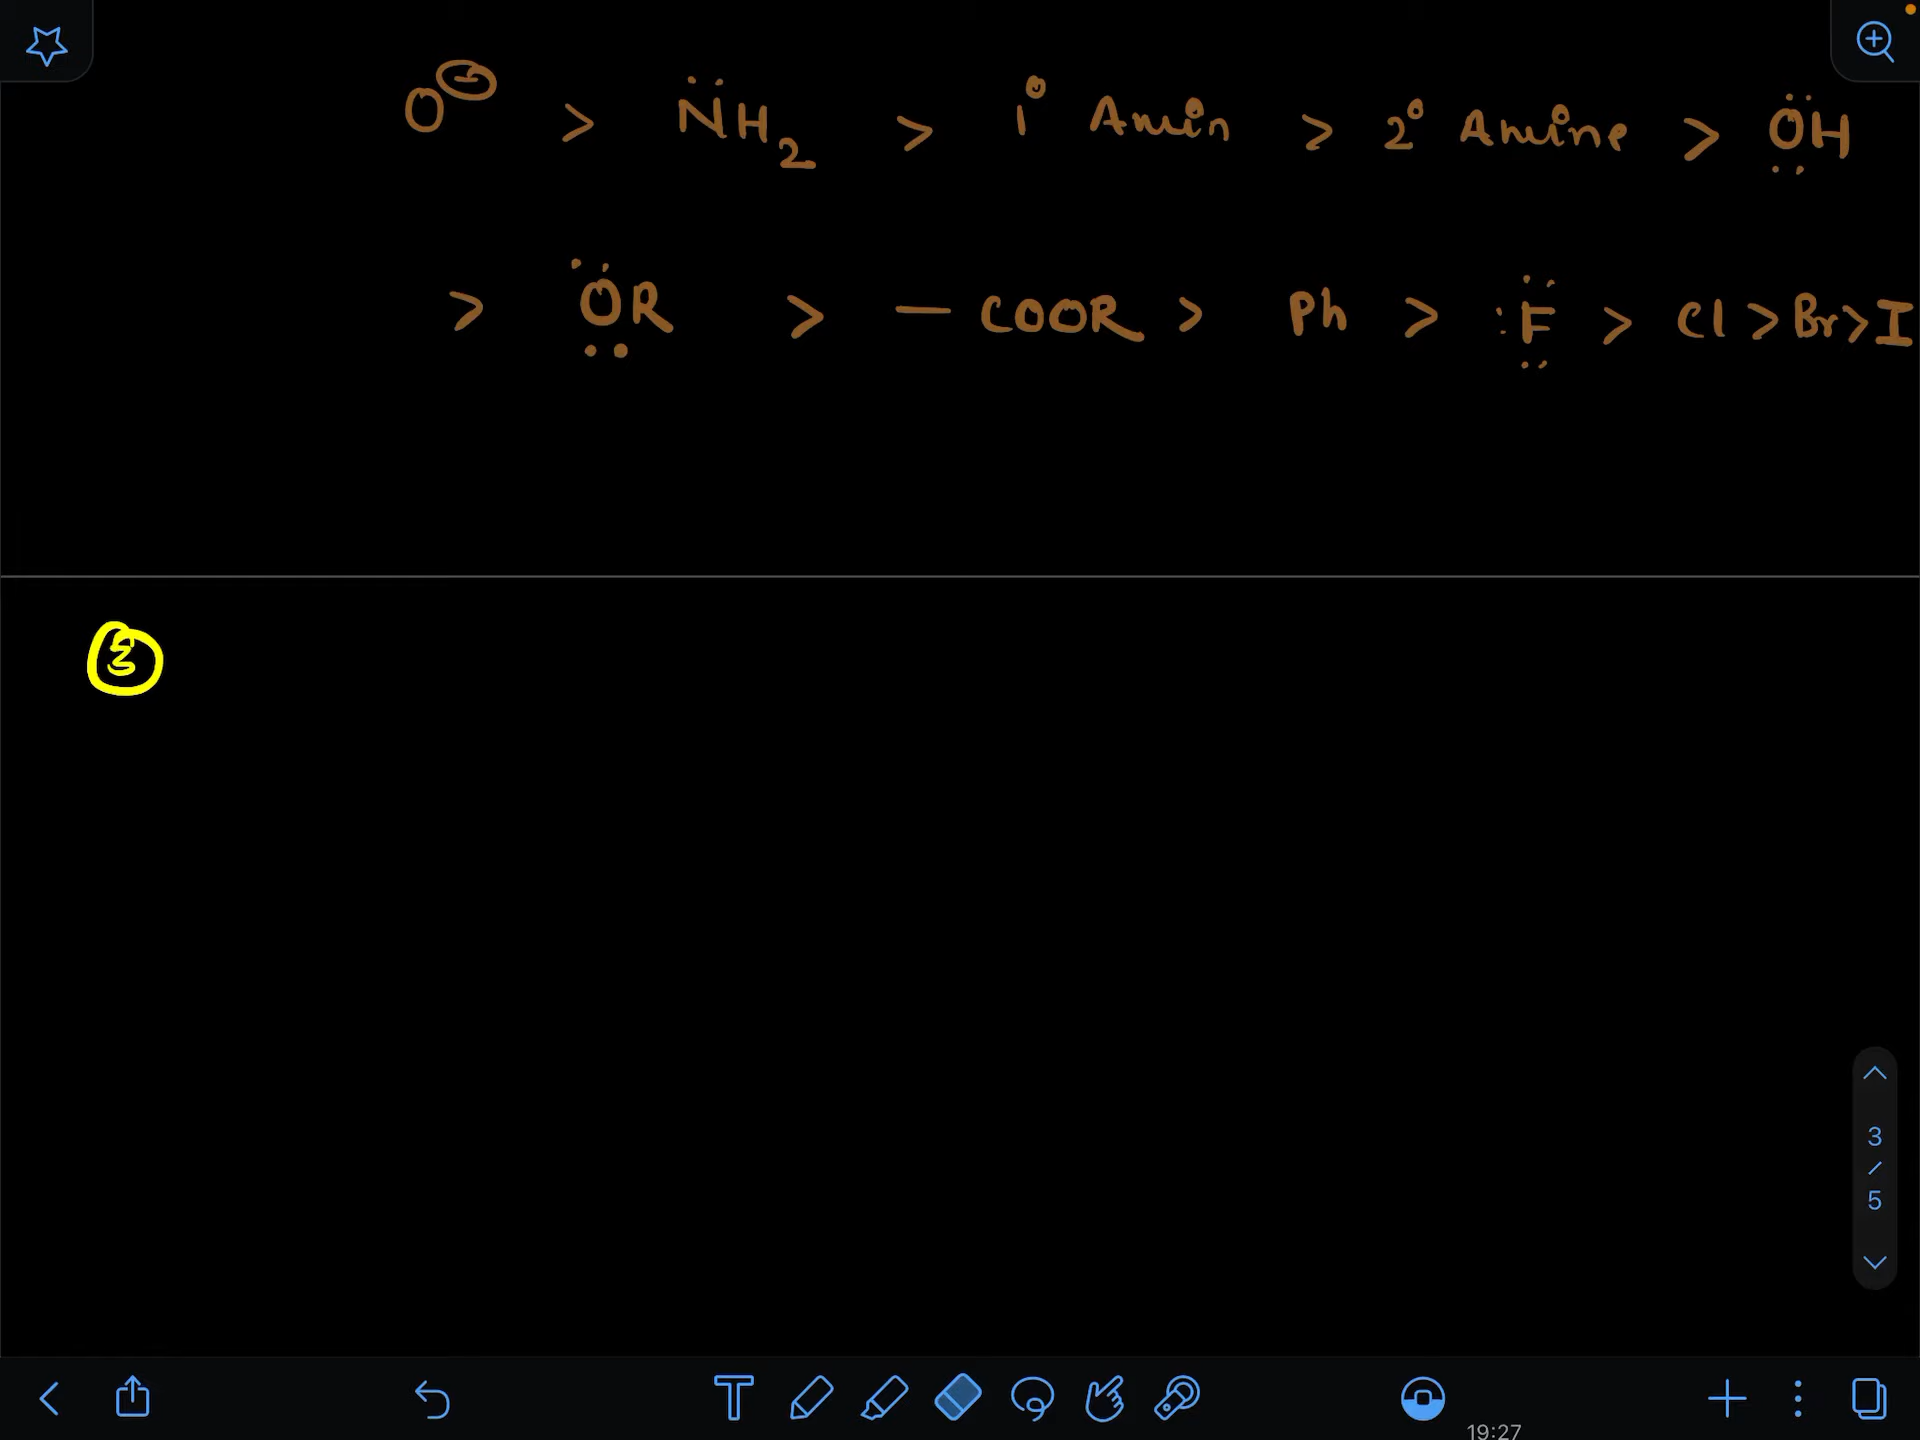 O⊖ > N̈H₂ > 1° Amin > 2° Amine > ÖH
> ÖR > – COOR > Ph > :F̈ > Cl > Br > I
3
3
/
5
T
19:27